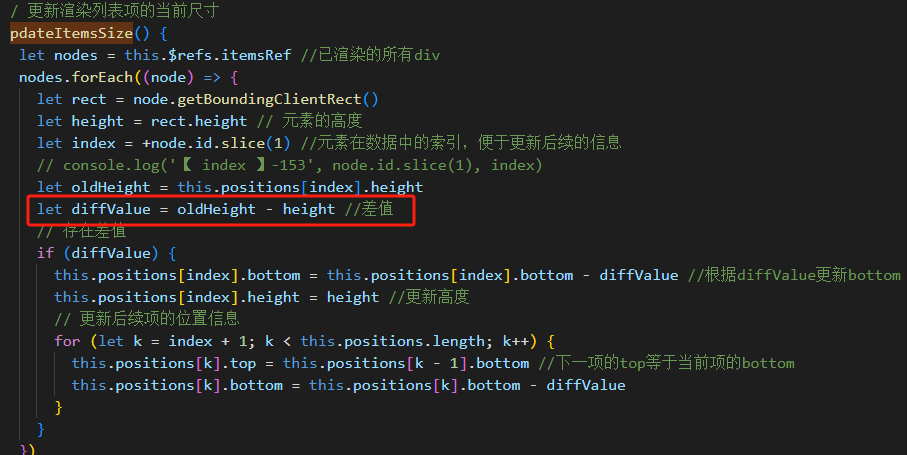 / 更新渲染列表项的当前尺寸
pdateItemsSize() {
let nodes = this.$refs.itemsRef //已渲染的所有div
nodes.forEach((node) => {
let rect = node.getBoundingClientRect()
let height = rect.height // 元素的高度
let index = +node.id.slice(1) //元素在数据中的索引，便于更新后续的信息
// console.log('【 index 】-153', node.id.slice(1), index)
let oldHeight = this.positions[index].height
let diffValue = oldHeight - height //差值
// 存在差值
if (diffValue) {
this.positions[index].bottom = this.positions[index].bottom - diffValue //根据diffValue更新bottom
this.positions[index].height = height //更新高度
// 更新后续项的位置信息
for (let k = index + 1; k < this.positions.length; k++) {
this.positions[k].top = this.positions[k - 1].bottom //下一项的top等于当前项的bottom
this.positions[k].bottom = this.positions[k].bottom - diffValue
}
}
})